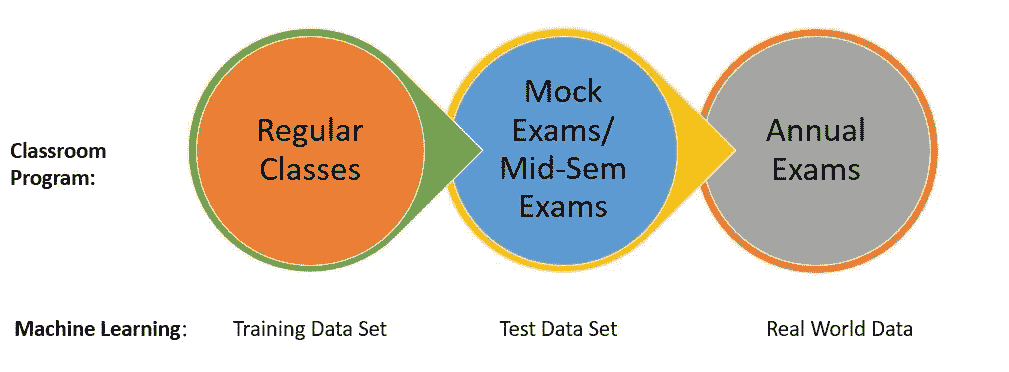 Classroom
Program:
Regular
Classes
Mock
Exams/
Mid-Sem
Exams
Annual
Exams
Machine Learning:
Training Data Set
Test Data Set
Real World Data